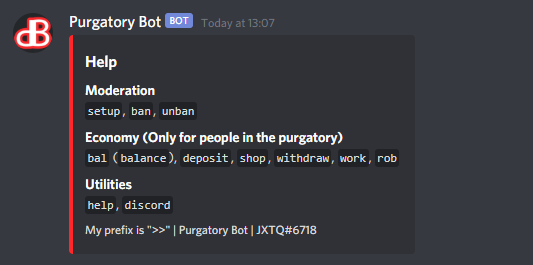 Purgatory Bot BOT Today at 13:07
Help
Moderation
setup, ban, unban
Economy (Only for people in the purgatory)
bal (balance), deposit, shop, withdraw, work, rob
Utilities
help, discord
My prefix is ">>" | Purgatory Bot | JXTQ#6718